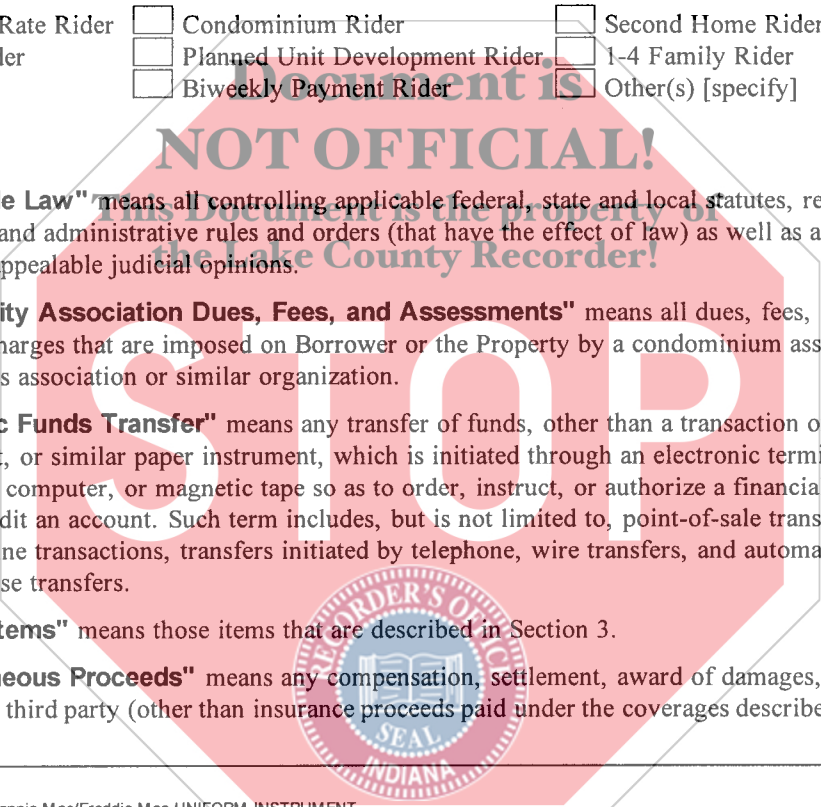 Rate Rider Condominium Rider Second Home Rider
ler Planned Unit Development Rider 1-4 Family Rider
Biweekly Payment Rider Other(s) [specify]
Document is
NOT OFFICIAL!
This Document is the property of
the Lake County Recorder!
e Law" means all controlling applicable federal, state and local statutes, re
and administrative rules and orders (that have the effect of law) as well as a
ppealable judicial opinions.
ity Association Dues, Fees, and Assessments" means all dues, fees,
harges that are imposed on Borrower or the Property by a condominium ass
s association or similar organization.
STOP
c Funds Transfer" means any transfer of funds, other than a transaction o
t, or similar paper instrument, which is initiated through an electronic termi
computer, or magnetic tape so as to order, instruct, or authorize a financia
dit an account. Such term includes, but is not limited to, point-of-sale trans
ne transactions, transfers initiated by telephone, wire transfers, and automa
se transfers.
tems" means those items that are described in Section 3.
neous Proceeds" means any compensation, settlement, award of damages,
third party (other than insurance proceeds paid under the coverages describe
RECORDER'S OFFIC
SEAL
INDIANA
annie Mae/Freddie Mac UNIFORM INSTRUMENT